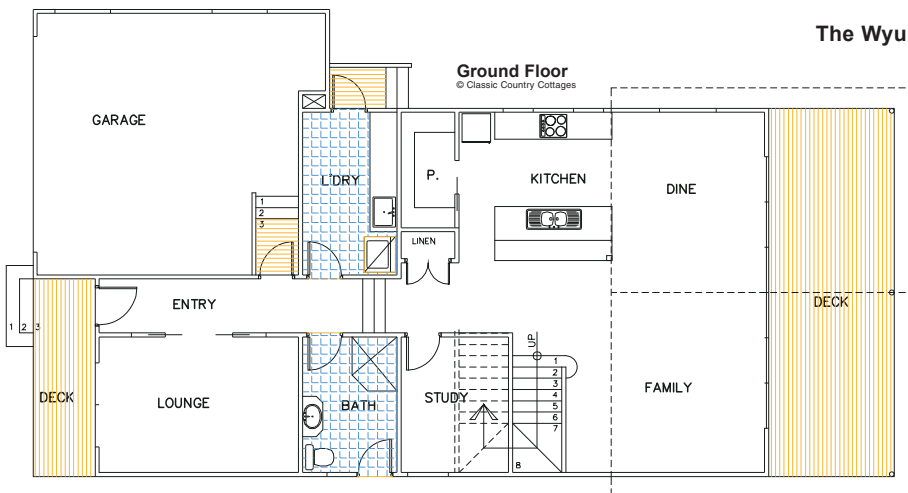 The Wyu
Ground Floor
© Classic Country Cottages
GARAGE
L'DRY
P.
KITCHEN
DINE
1
2
3
LINEN
ENTRY
DECK
1 2 3
UP
1
2
3
4
5
6
7
8
DECK
LOUNGE
BATH
STUDY
FAMILY